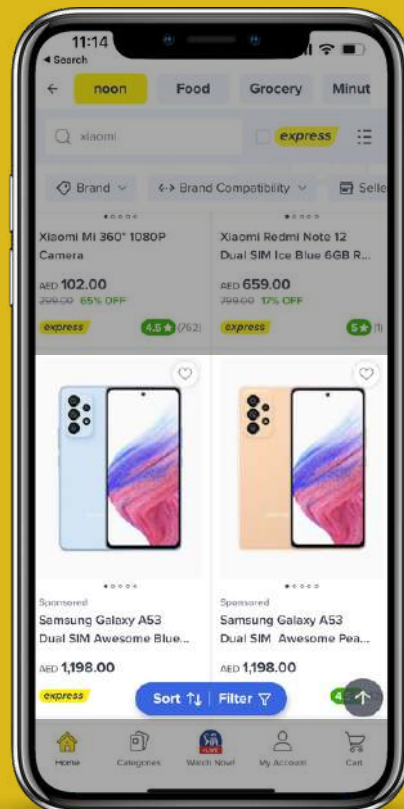 11:14
◀ Search
noon Food Grocery Minut
xiaomi express
Brand Brand Compatibility Selle
Xiaomi Mi 360° 1080P
Camera
AED 102.00
299.00 65% OFF
express 4.5 ★ (762)
Xiaomi Redmi Note 12
Dual SIM Ice Blue 6GB R...
AED 659.00
799.00 17% OFF
express 5 ★ (1)
Sponsored
Samsung Galaxy A53
Dual SIM Awesome Blue...
AED 1,198.00
express
Sponsored
Samsung Galaxy A53
Dual SIM Awesome Pea...
AED 1,198.00
Sort ↑↓ Filter
Home Categories Watch Now! My Account Cart